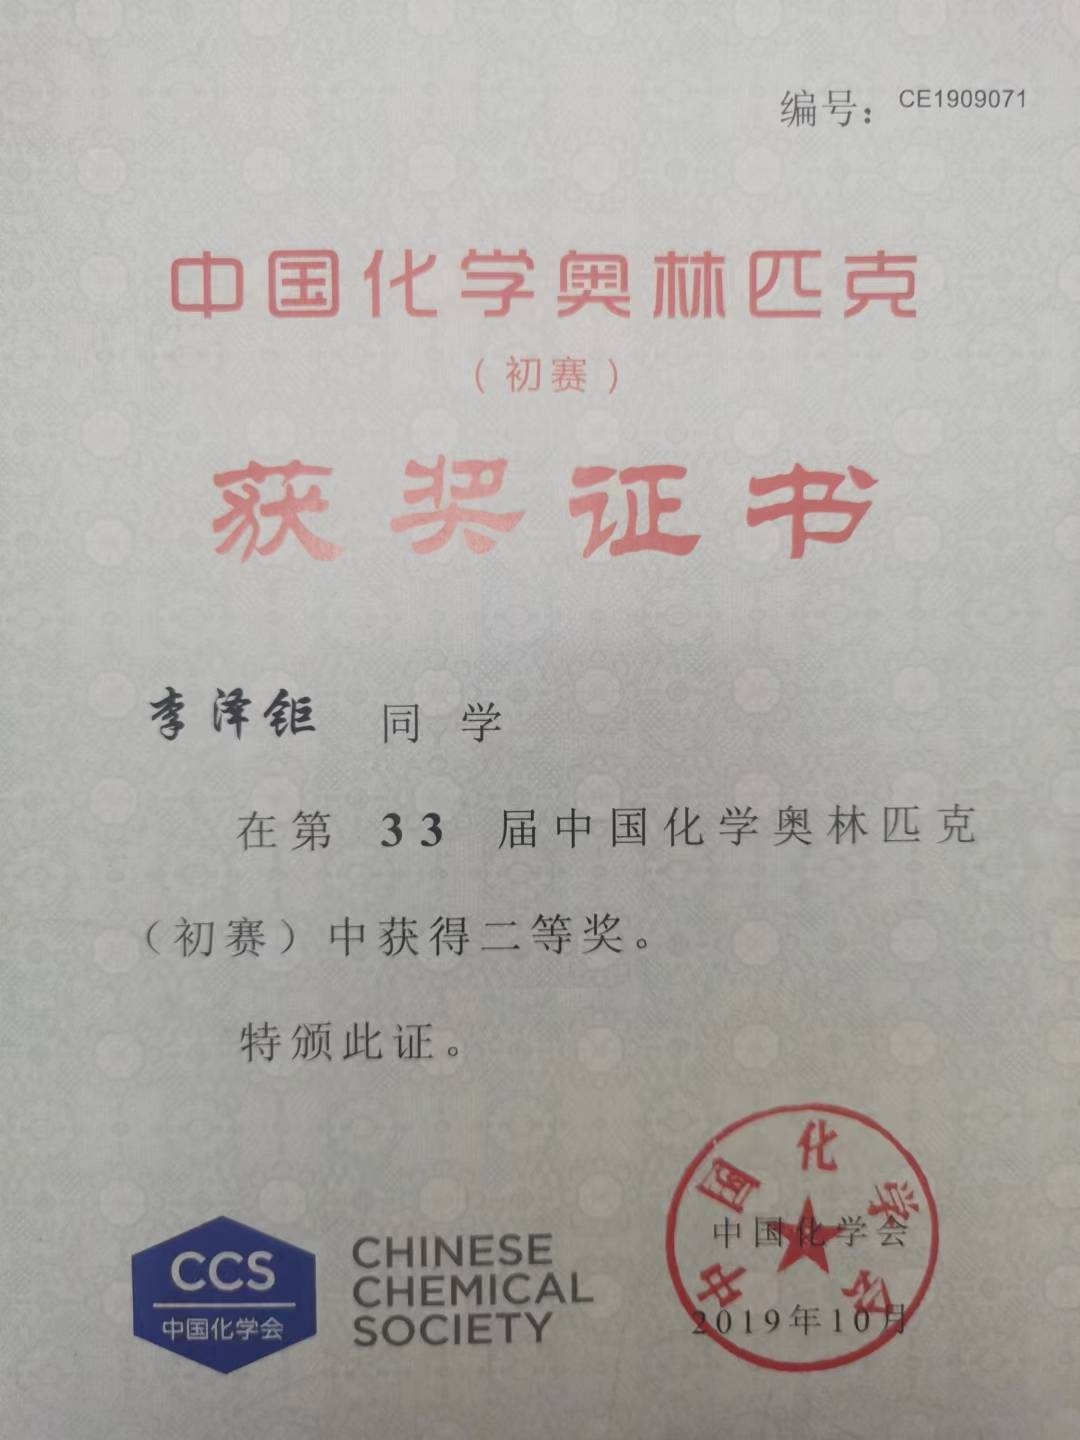 编号：CE1909071
中国化学奥林匹克
（初赛）
获奖证书
李泽钜 同学
在第 33 届中国化学奥林匹克
（初赛）中获得二等奖。
特颁此证。
CCS
中国化学会
CHINESE
CHEMICAL
SOCIETY
中国化学会
中国化学会
2019年10月